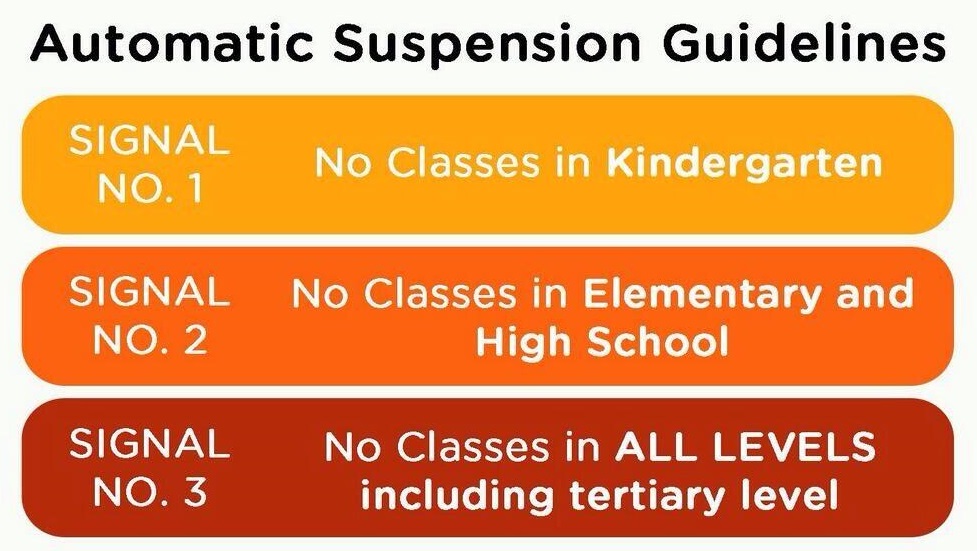 Automatic Suspension Guidelines
SIGNAL
NO. 1
No Classes in Kindergarten
SIGNAL
NO. 2
No Classes in Elementary and
High School
SIGNAL
NO. 3
No Classes in ALL LEVELS
including tertiary level